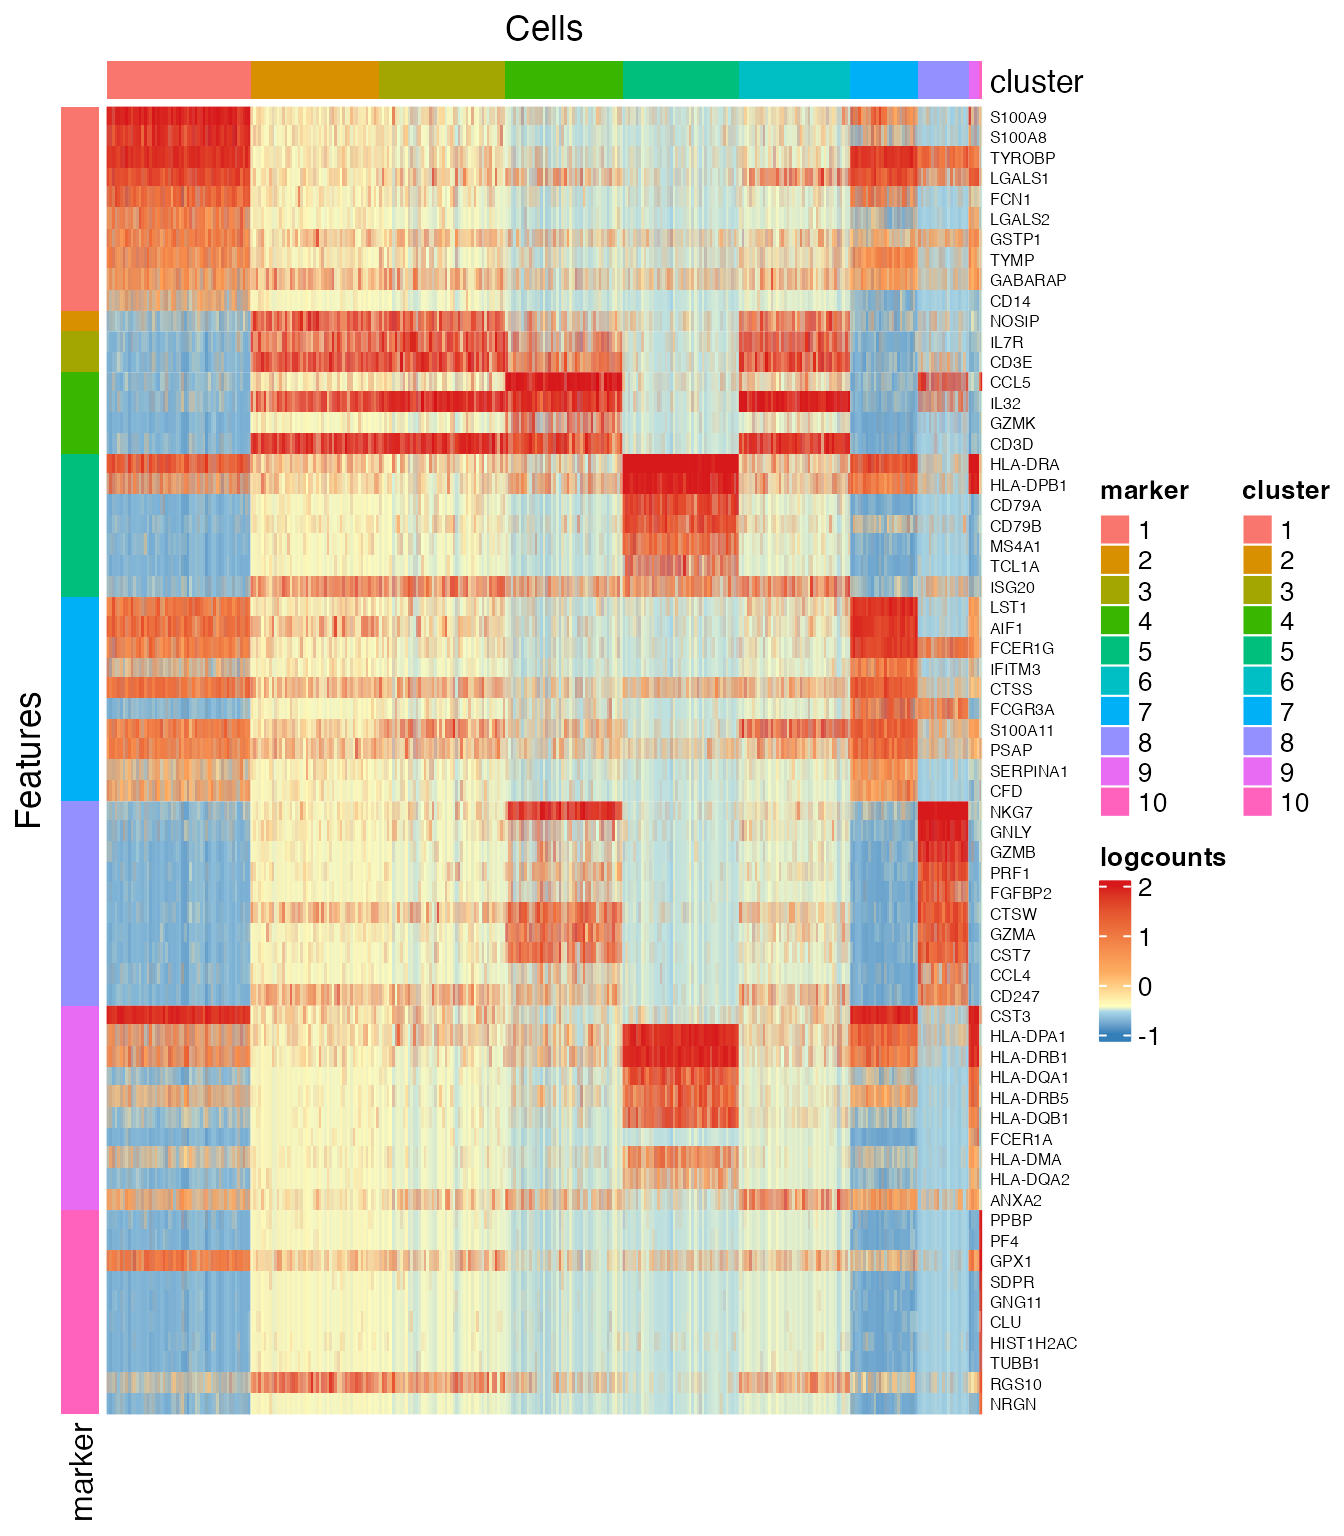 Cells
cluster
S100A9
S100A8
TYROBP
LGALS1
FCN1
LGALS2
GSTP1
TYMP
GABARAP
CD14
NOSIP
IL7R
CD3E
CCL5
IL32
GZMK
CD3D
HLA-DRA
HLA-DPB1
CD79A
CD79B
MS4A1
TCL1A
ISG20
LST1
AIF1
FCER1G
IFITM3
CTSS
FCGR3A
S100A11
PSAP
SERPINA1
CFD
NKG7
GNLY
GZMB
PRF1
FGFBP2
CTSW
GZMA
CST7
CCL4
CD247
CST3
HLA-DPA1
HLA-DRB1
HLA-DQA1
HLA-DRB5
HLA-DQB1
FCER1A
HLA-DMA
HLA-DQA2
ANXA2
PPBP
PF4
GPX1
SDPR
GNG11
CLU
HIST1H2AC
TUBB1
RGS10
NRGN
Features
marker
marker
1
2
3
4
5
6
7
8
9
10
cluster
1
2
3
4
5
6
7
8
9
10
logcounts
2
1
0
-1